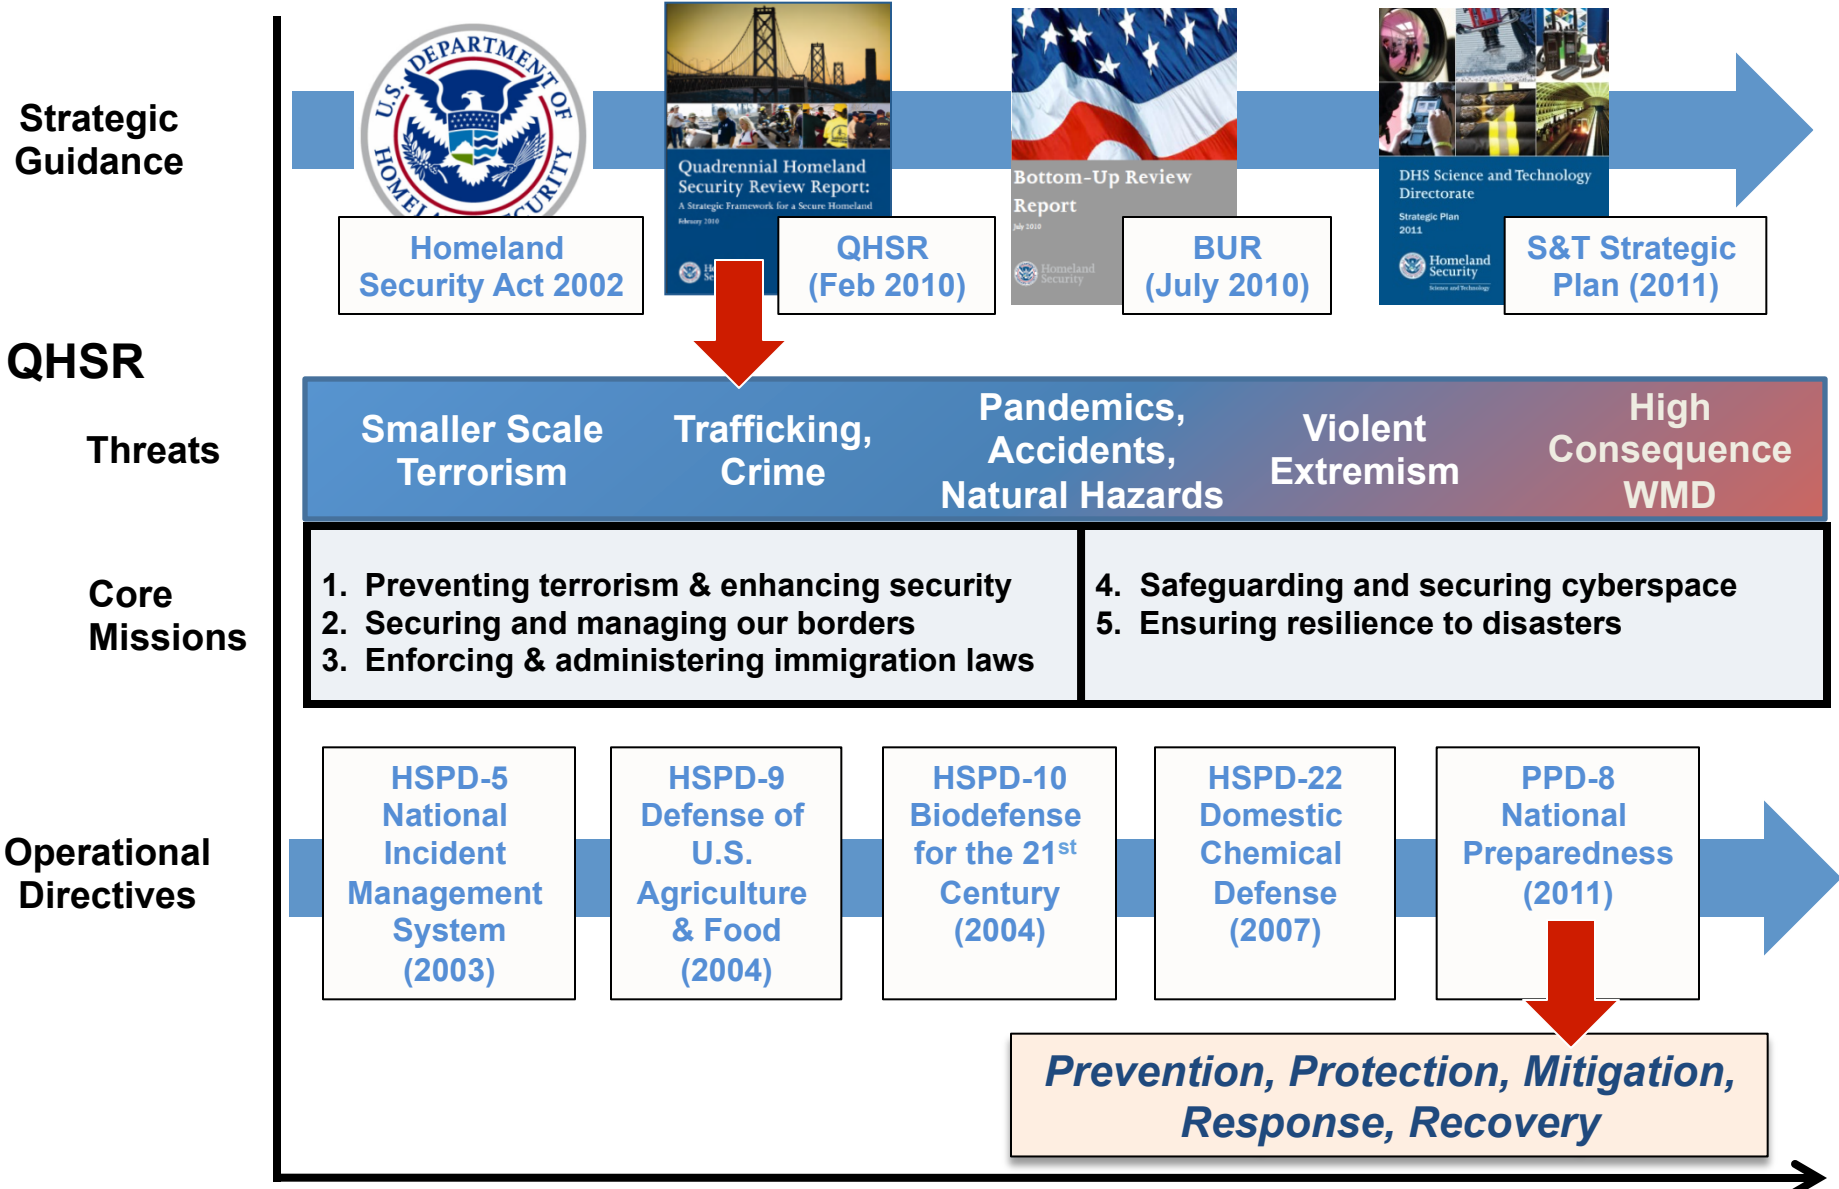 Strategic
Guidance
U.S. DEPARTMENT OF
Homeland
Security Act 2002
Quadrennial Homeland
Security Review Report:
A Strategic Framework for a Secure Homeland
February 2010
QHSR
(Feb 2010)
Bottom-Up Review
Report
July 2010
Homeland
Security
BUR
(July 2010)
DHS Science and Technology
Directorate
Strategic Plan
2011
Homeland
Security
Science and Technology
S&T Strategic
Plan (2011)
QHSR
Threats
Smaller Scale
Terrorism
Trafficking,
Crime
Pandemics,
Accidents,
Natural Hazards
Violent
Extremism
High
Consequence
WMD
Core
Missions
1. Preventing terrorism & enhancing security
2. Securing and managing our borders
3. Enforcing & administering immigration laws
4. Safeguarding and securing cyberspace
5. Ensuring resilience to disasters
Operational
Directives
HSPD-5
National
Incident
Management
System
(2003)
HSPD-9
Defense of
U.S.
Agriculture
& Food
(2004)
HSPD-10
Biodefense
for the 21st
Century
(2004)
HSPD-22
Domestic
Chemical
Defense
(2007)
PPD-8
National
Preparedness
(2011)
Prevention, Protection, Mitigation,
Response, Recovery